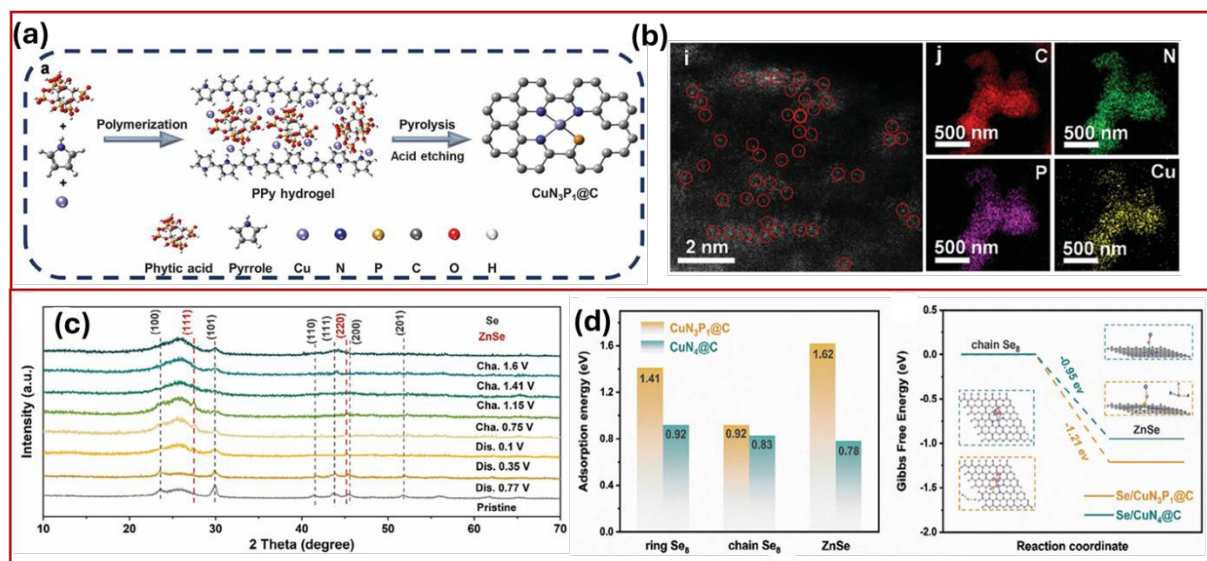 (a)
a
Polymerization
Pyrolysis
Acid etching
PPy hydrogel
CuN₃P₁@C
Phytic acid Pyrrole Cu N P C O H
(b)
i
2 nm
j
C
500 nm
N
500 nm
P
500 nm
Cu
500 nm
(c)
Intensity (a.u.)
(100)
(111)
(101)
(110)
(111)
(220)
(200)
(201)
Se
ZnSe
Cha. 1.6 V
Cha. 1.41 V
Cha. 1.15 V
Cha. 0.75 V
Dis. 0.1 V
Dis. 0.35 V
Dis. 0.77 V
Pristine
10 20 30 40 50 60 70
2 Theta (degree)
(d)
Adsorption energy (eV)
2.0
1.6
1.2
0.8
0.4
0.0
CuN₃P₁@C
CuN₄@C
1.41
0.92
0.92
0.83
1.62
0.78
ring Se₈ chain Se₈ ZnSe
Gibbs Free Energy (eV)
0.5
0.0
-0.5
-1.0
-1.5
-2.0
chain Se₈
-0.95 ev
-1.21 ev
ZnSe
Se/CuN₃P₁@C
Se/CuN₄@C
Reaction coordinate